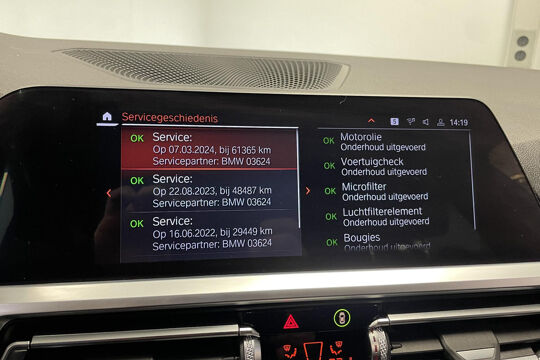 Servicegeschiedenis
S
14:19
OK Service:
Op 07.03.2024, bij 61365 km
Servicepartner: BMW 03624
OK Service:
Op 22.08.2023, bij 48487 km
Servicepartner: BMW 03624
OK Service:
Op 16.06.2022, bij 29449 km
Servicepartner: BMW 03624
OK Motorolie
Onderhoud uitgevoerd
OK Voertuigcheck
Onderhoud uitgevoerd
OK Microfilter
Onderhoud uitgevoerd
OK Luchtfilterelement
Onderhoud uitgevoerd
OK Bougies
Onderhoud uitgevoerd